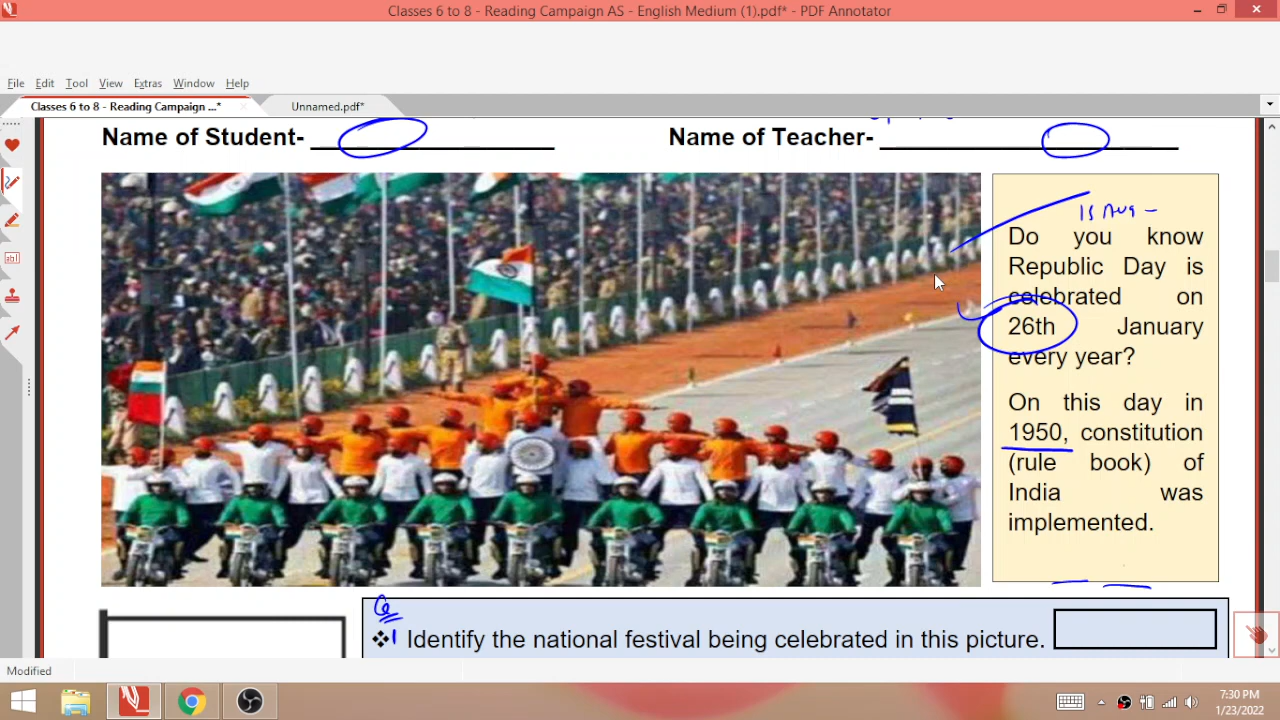 Classes 6 to 8 - Reading Campaign AS - English Medium (1).pdf* - PDF Annotator
File Edit Tool View Extras Window Help
Classes 6 to 8 - Reading Campaign ...* Unnamed.pdf*
Name of Student- Name of Teacher-
15 Aug -
Do you know
Republic Day is
celebrated on
26th January
every year?
On this day in
1950, constitution
(rule book) of
India was
implemented.
Q
1 Identify the national festival being celebrated in this picture.
Modified
7:30 PM
1/23/2022